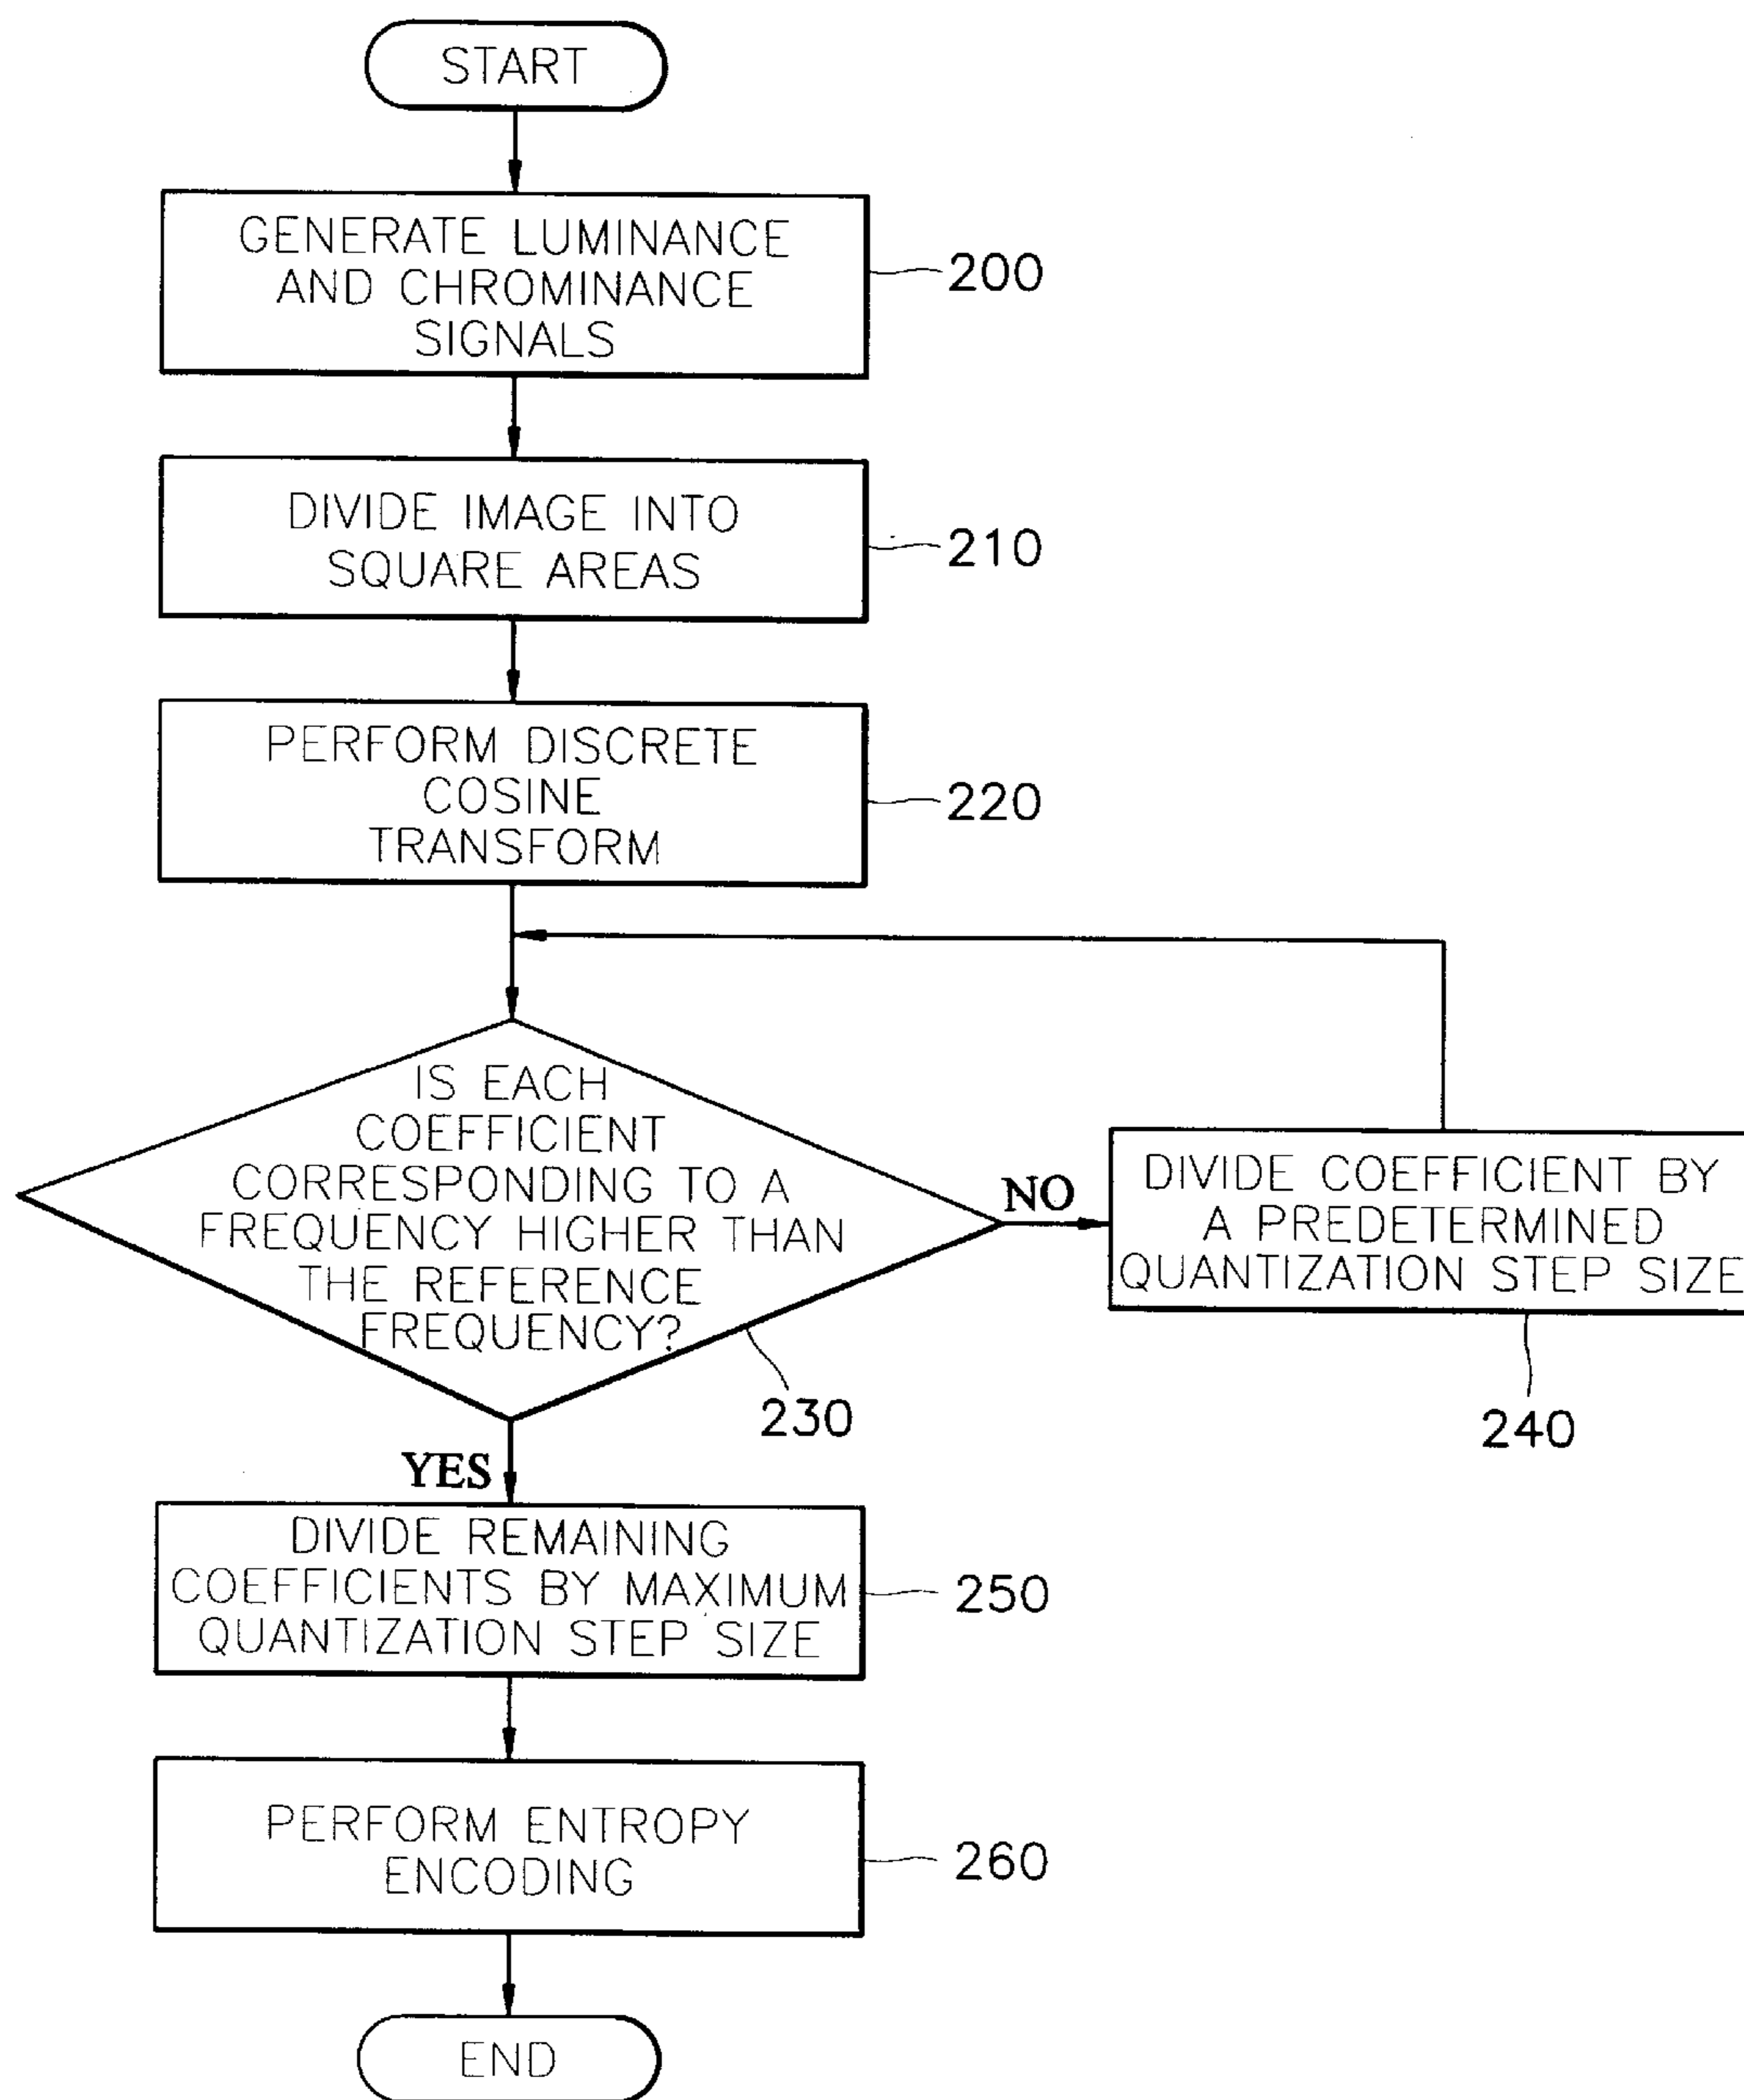 START
GENERATE LUMINANCE
AND CHROMINANCE
SIGNALS
200
DIVIDE IMAGE INTO
SQUARE AREAS
210
PERFORM DISCRETE
COSINE
TRANSFORM
220
IS EACH
COEFFICIENT
CORRESPONDING TO A
FREQUENCY HIGHER THAN
THE REFERENCE
FREQUENCY?
230
NO
DIVIDE COEFFICIENT BY
A PREDETERMINED
QUANTIZATION STEP SIZE
240
YES
DIVIDE REMAINING
COEFFICIENTS BY MAXIMUM
QUANTIZATION STEP SIZE
250
PERFORM ENTROPY
ENCODING
260
END